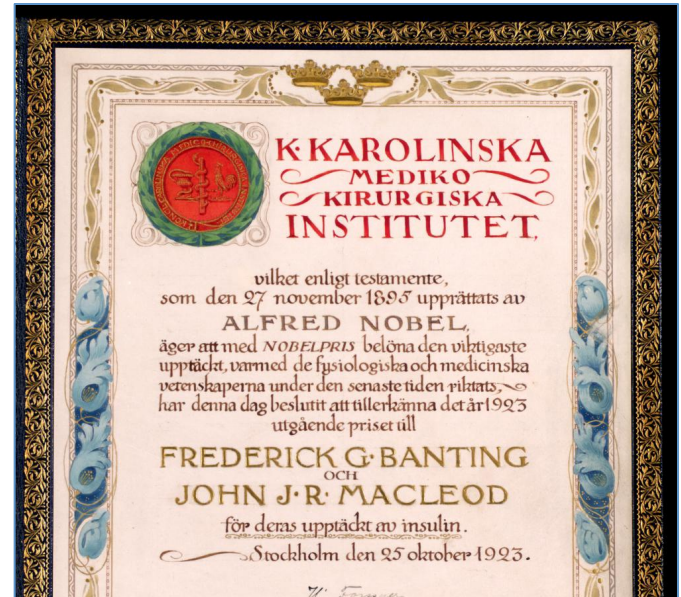 K. KAROLINSKA
MEDIKO
KIRURGISKA
INSTITUTET,
vilket enligt testamente,
som den 27 november 1895 upprättats av
ALFRED NOBEL,
äger att med NOBELPRIS belöna den viktigaste
upptäckt, varmed de fysiologiska och medicinska
vetenskaperna under den senaste tiden riktats,
har denna dag beslutit att tillerkänna det år 1923
utgående priset till
FREDERICK G. BANTING
OCH
JOHN J. R. MACLEOD
för deras upptäckt av insulin.
Stockholm den 25 oktober 1923.